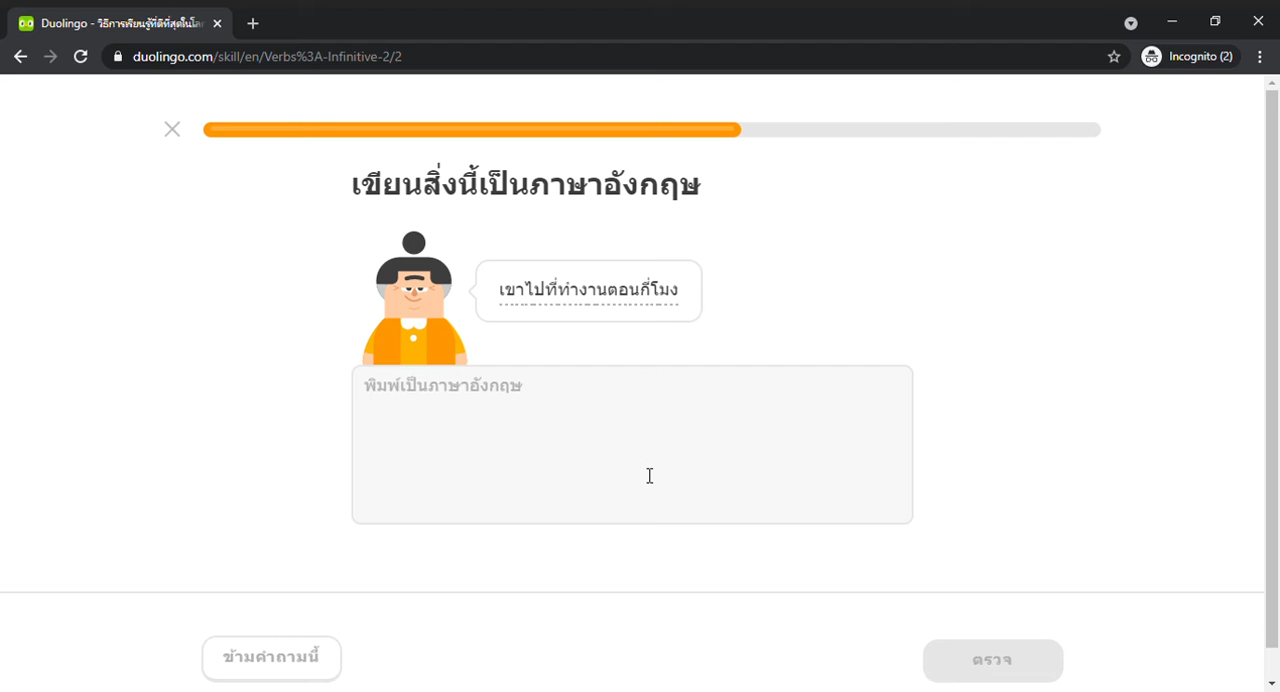 Duolingo - วิธีการเรียนรู้ที่ดีที่สุดในโล
duolingo.com/skill/en/Verbs%3A-Infinitive-2/2
Incognito (2)
เขียนสิ่งนี้เป็นภาษาอังกฤษ
เขาไปที่ทำงานตอนกี่โมง
พิมพ์เป็นภาษาอังกฤษ
ข้ามคำถามนี้
ตรวจ